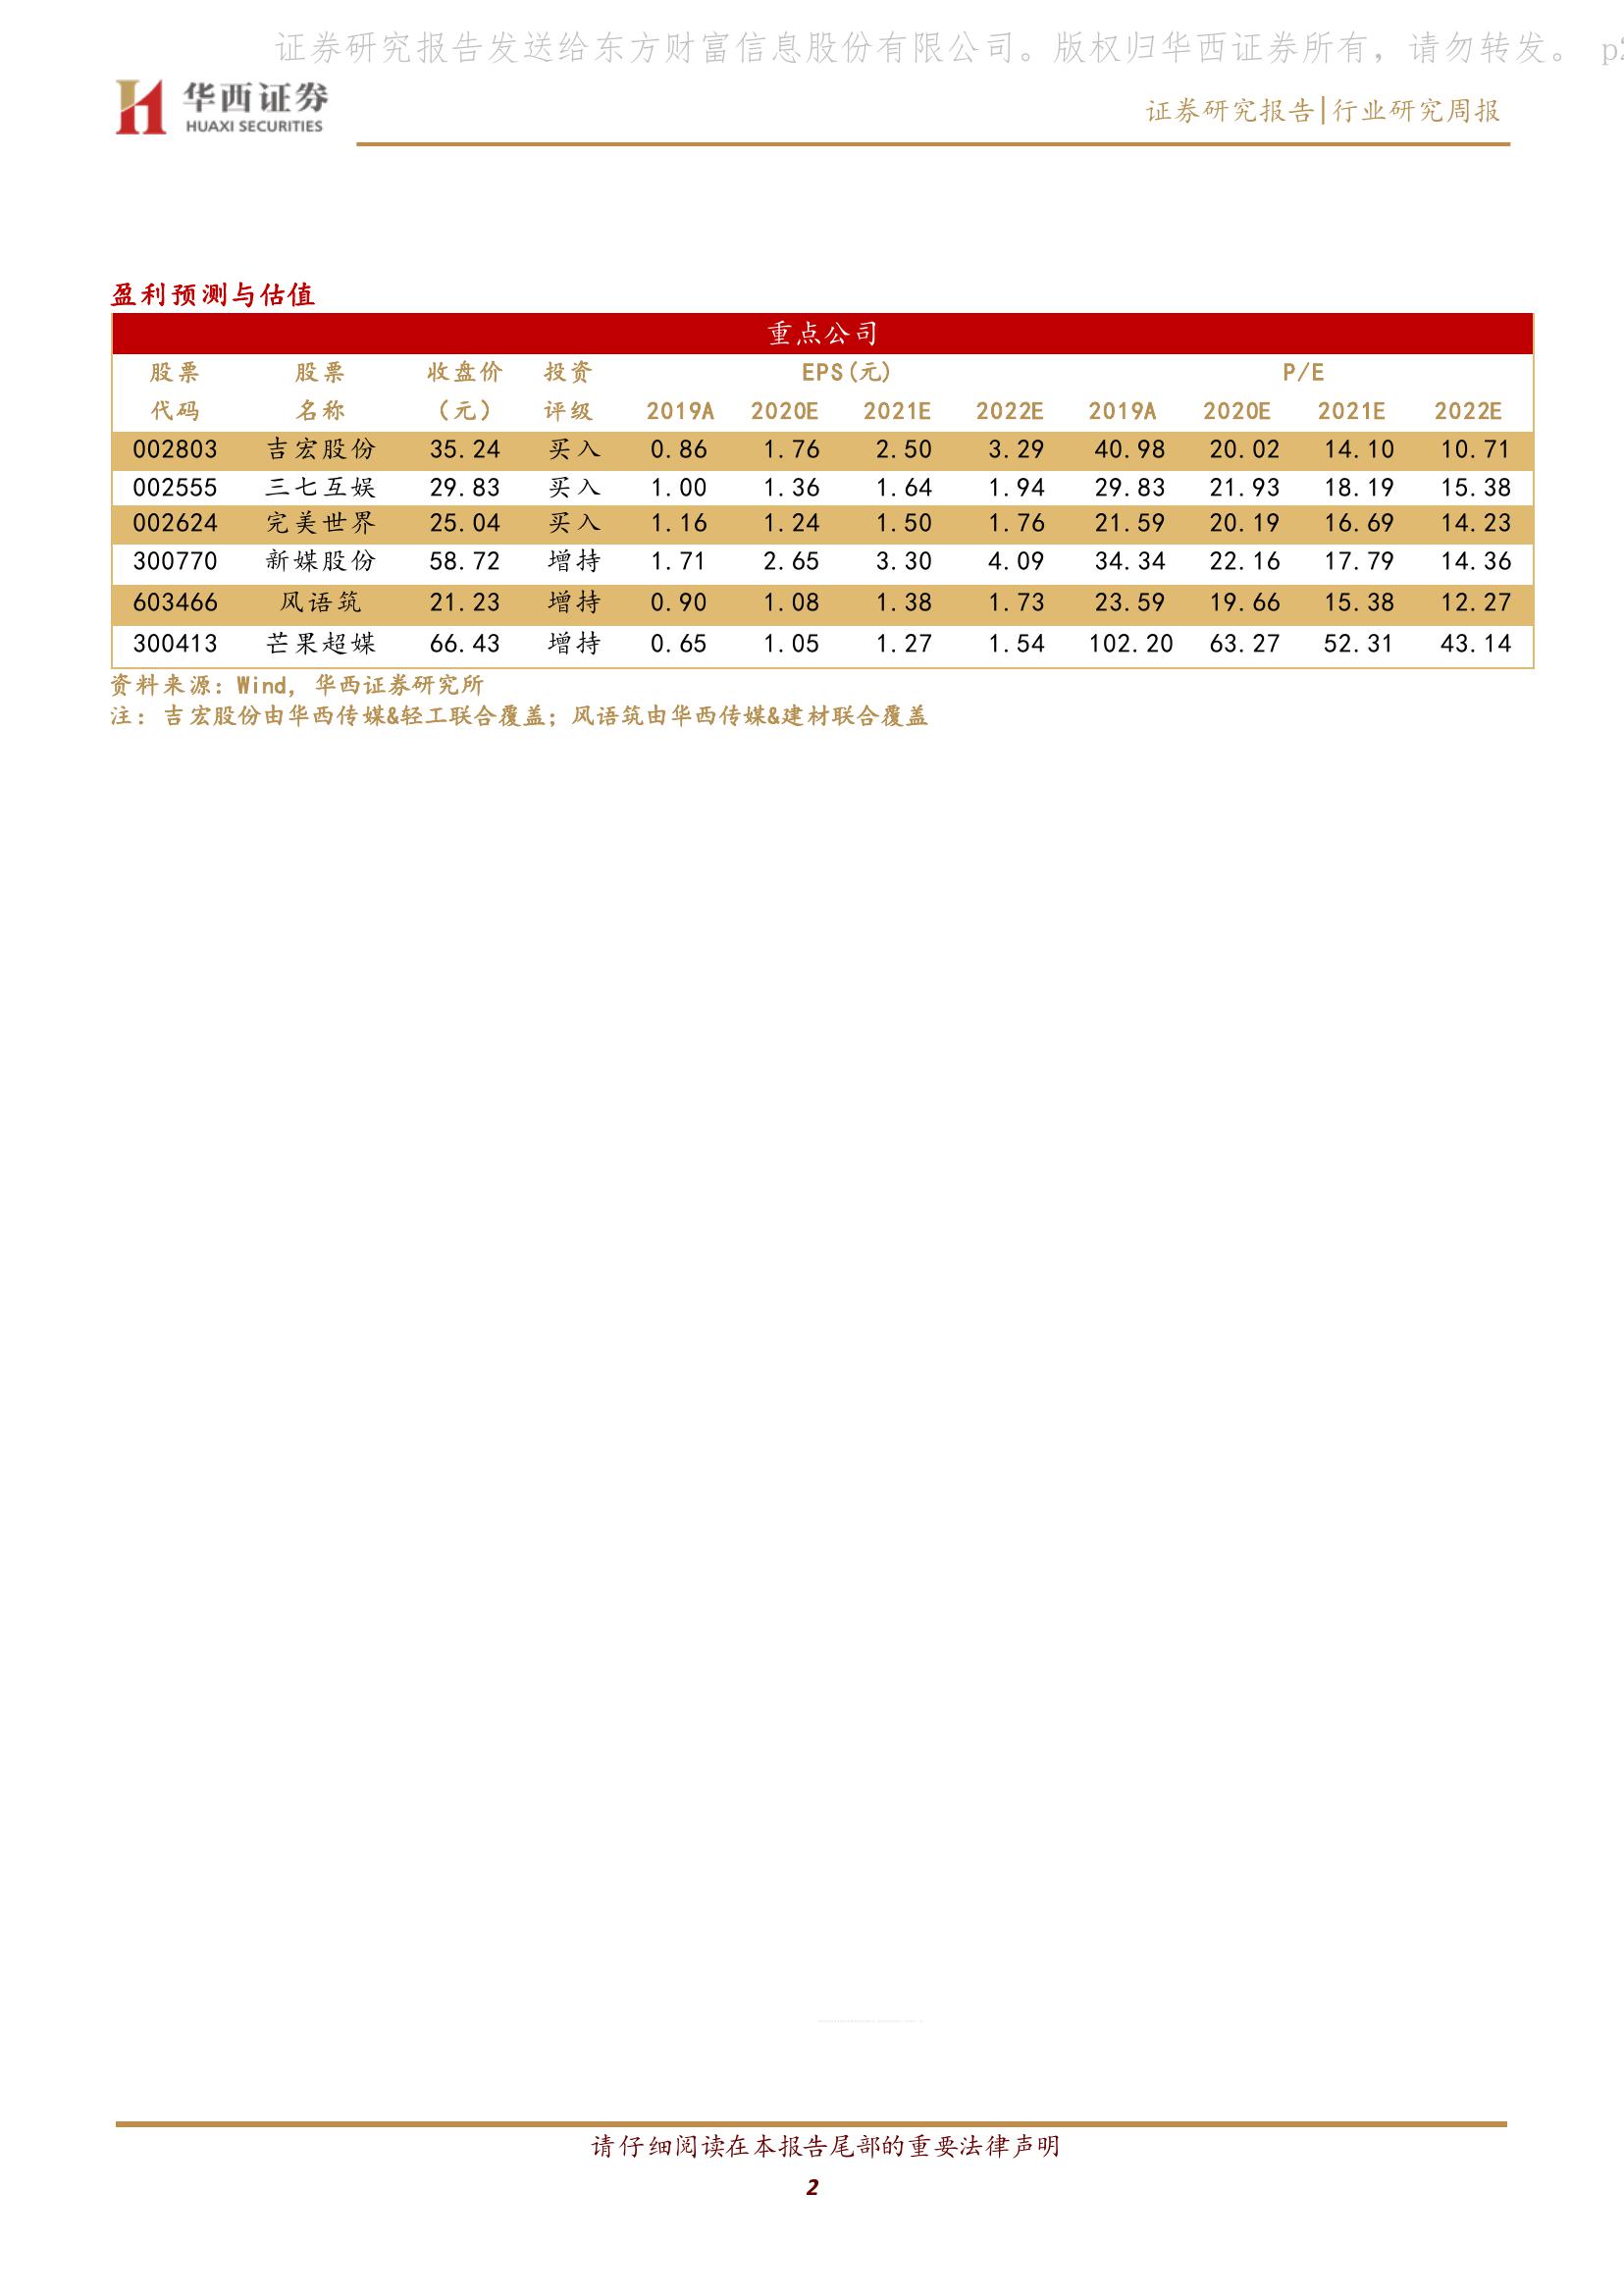 证券研究报告发送给东方财富信息股份有限公司。版权归华西证券所有，请勿转发。 p2
华西证券
HUAXI SECURITIES
证券研究报告|行业研究周报
盈利预测与估值
重点公司
股票 股票 收盘价 投资 EPS(元) P/E
代码 名称 （元） 评级 2019A 2020E 2021E 2022E 2019A 2020E 2021E 2022E
002803 吉宏股份 35.24 买入 0.86 1.76 2.50 3.29 40.98 20.02 14.10 10.71
002555 三七互娱 29.83 买入 1.00 1.36 1.64 1.94 29.83 21.93 18.19 15.38
002624 完美世界 25.04 买入 1.16 1.24 1.50 1.76 21.59 20.19 16.69 14.23
300770 新媒股份 58.72 增持 1.71 2.65 3.30 4.09 34.34 22.16 17.79 14.36
603466 风语筑 21.23 增持 0.90 1.08 1.38 1.73 23.59 19.66 15.38 12.27
300413 芒果超媒 66.43 增持 0.65 1.05 1.27 1.54 102.20 63.27 52.31 43.14
资料来源：Wind，华西证券研究所
注：吉宏股份由华西传媒&轻工联合覆盖；风语筑由华西传媒&建材联合覆盖
请仔细阅读在本报告尾部的重要法律声明
2